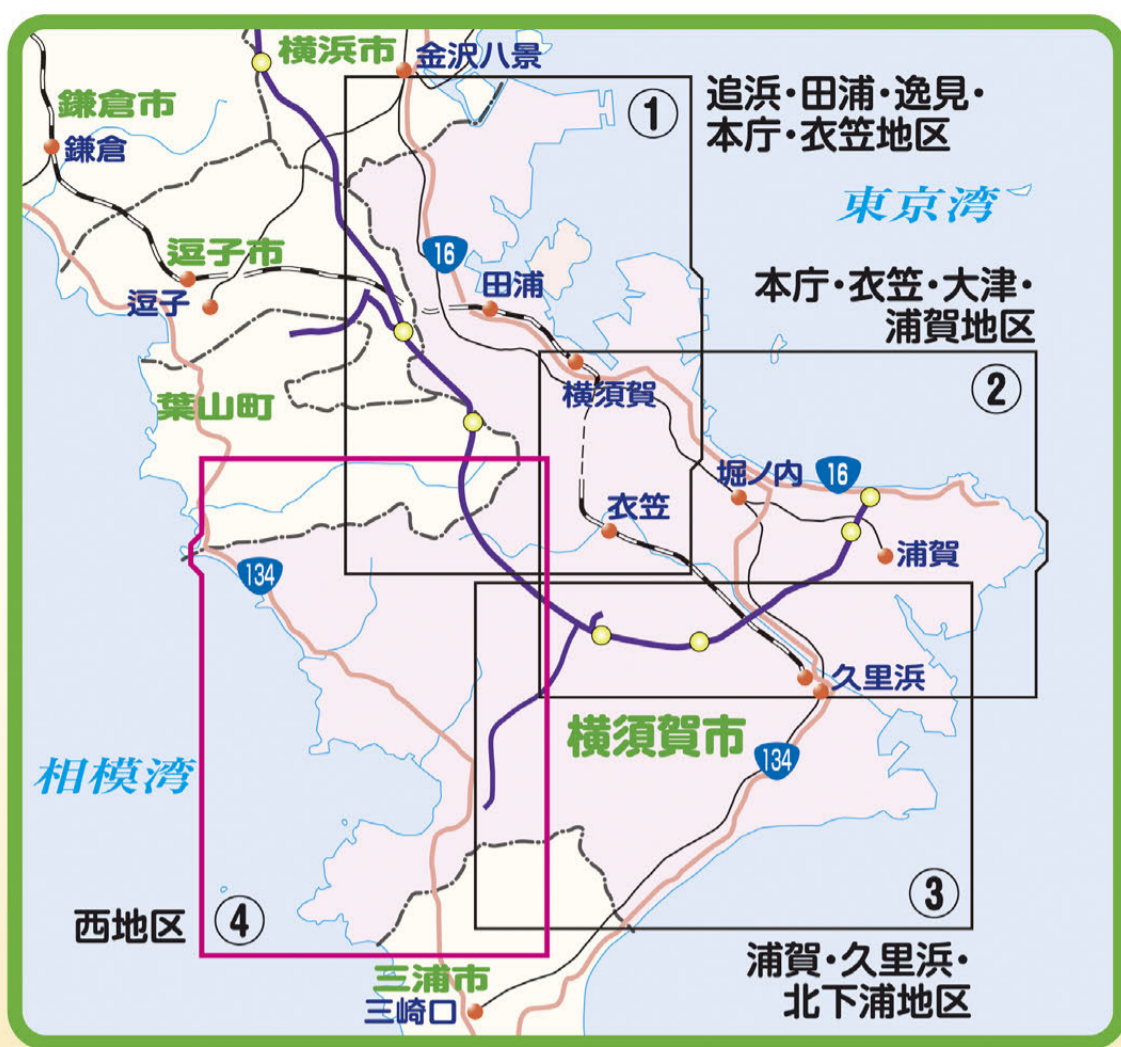 横浜市
金沢八景
鎌倉市
鎌倉
①
追浜・田浦・逸見・
本庁・衣笠地区
東京湾
逗子市
逗子
16
田浦
本庁・衣笠・大津・
浦賀地区
横須賀
②
葉山町
堀ノ内
16
衣笠
浦賀
134
久里浜
横須賀市
134
相模湾
③
西地区
④
浦賀・久里浜・
北下浦地区
三浦市
三崎口